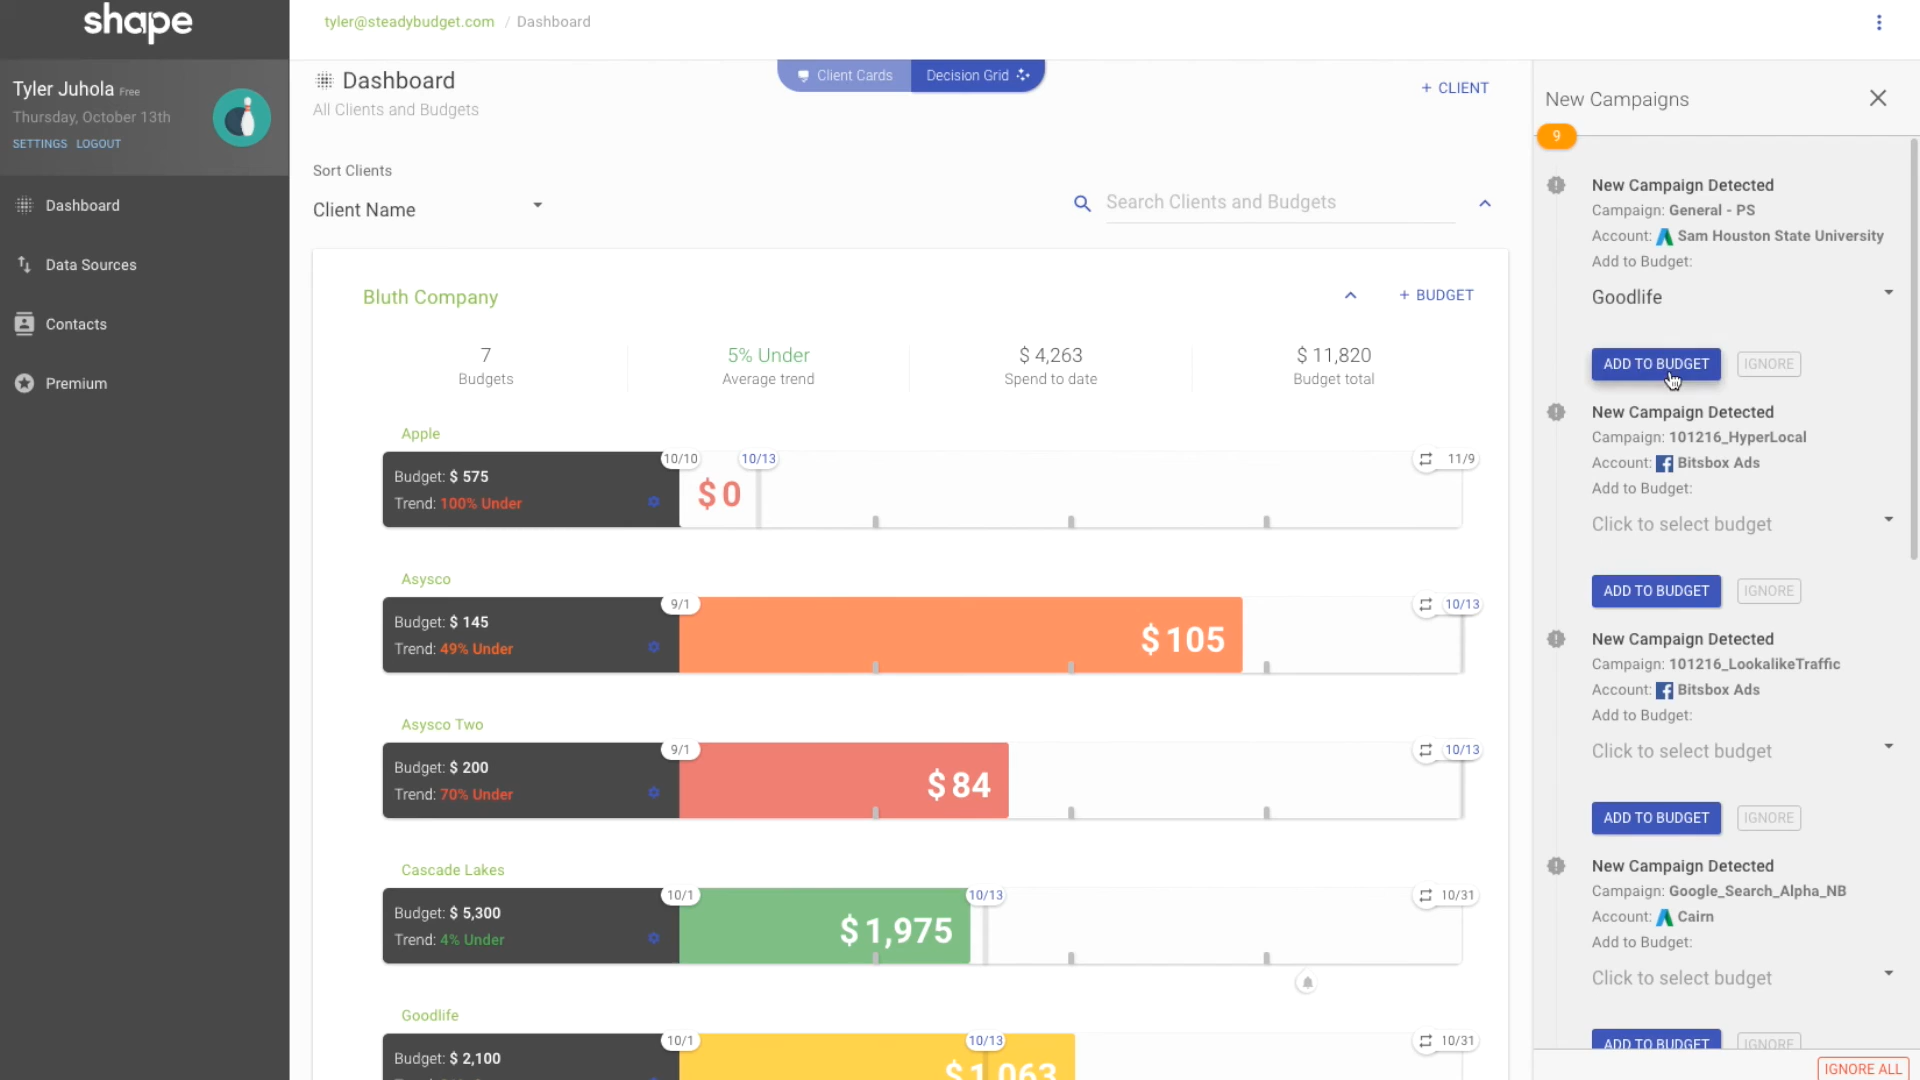 shape
Tyler Juhola Free
Thursday, October 13th
SETTINGS LOGOUT
Dashboard
Data Sources
Contacts
Premium
tyler@steadybudget.com / Dashboard
Dashboard
All Clients and Budgets
Client Cards
Decision Grid
+ CLIENT
Sort Clients
Client Name
Search Clients and Budgets
Bluth Company
+ BUDGET
7
Budgets
5% Under
Average trend
$ 4,263
Spend to date
$ 11,820
Budget total
Apple
Budget: $ 575
Trend: 100% Under
10/10
10/13
11/9
$ 0
Asysco
Budget: $ 145
Trend: 49% Under
9/1
10/13
$ 105
Asysco Two
Budget: $ 200
Trend: 70% Under
9/1
10/13
$ 84
Cascade Lakes
Budget: $ 5,300
Trend: 4% Under
10/1
10/13
10/31
$ 1,975
Goodlife
Budget: $ 2,100
10/1
10/13
10/31
$ 1,063
New Campaigns
9
New Campaign Detected
Campaign: General - PS
Account: Sam Houston State University
Add to Budget:
Goodlife
ADD TO BUDGET
IGNORE
New Campaign Detected
Campaign: 101216_HyperLocal
Account: Bitsbox Ads
Add to Budget:
Click to select budget
ADD TO BUDGET
IGNORE
New Campaign Detected
Campaign: 101216_LookalikeTraffic
Account: Bitsbox Ads
Add to Budget:
Click to select budget
ADD TO BUDGET
IGNORE
New Campaign Detected
Campaign: Google_Search_Alpha_NB
Account: Cairn
Add to Budget:
Click to select budget
ADD TO BUDGET
IGNORE
IGNORE ALL